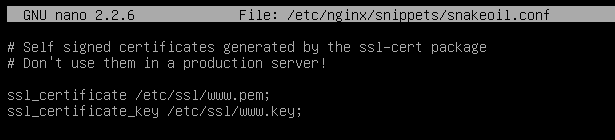 GNU nano 2.2.6 File: /etc/nginx/snippets/snakeoil.conf
# Self signed certificates generated by the ssl-cert package
# Don't use them in a production server!
ssl_certificate /etc/ssl/www.pem;
ssl_certificate_key /etc/ssl/www.key;